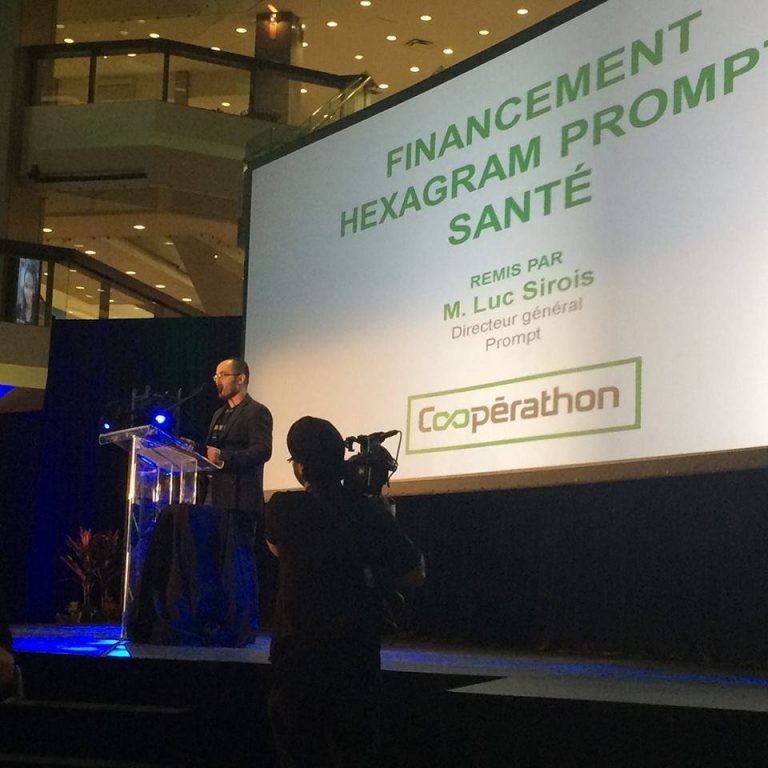 FINANCEMENT
HEXAGRAM PROMPT
SANTÉ
REMIS PAR
M. Luc Sirois
Directeur général
Prompt
Coopérathon